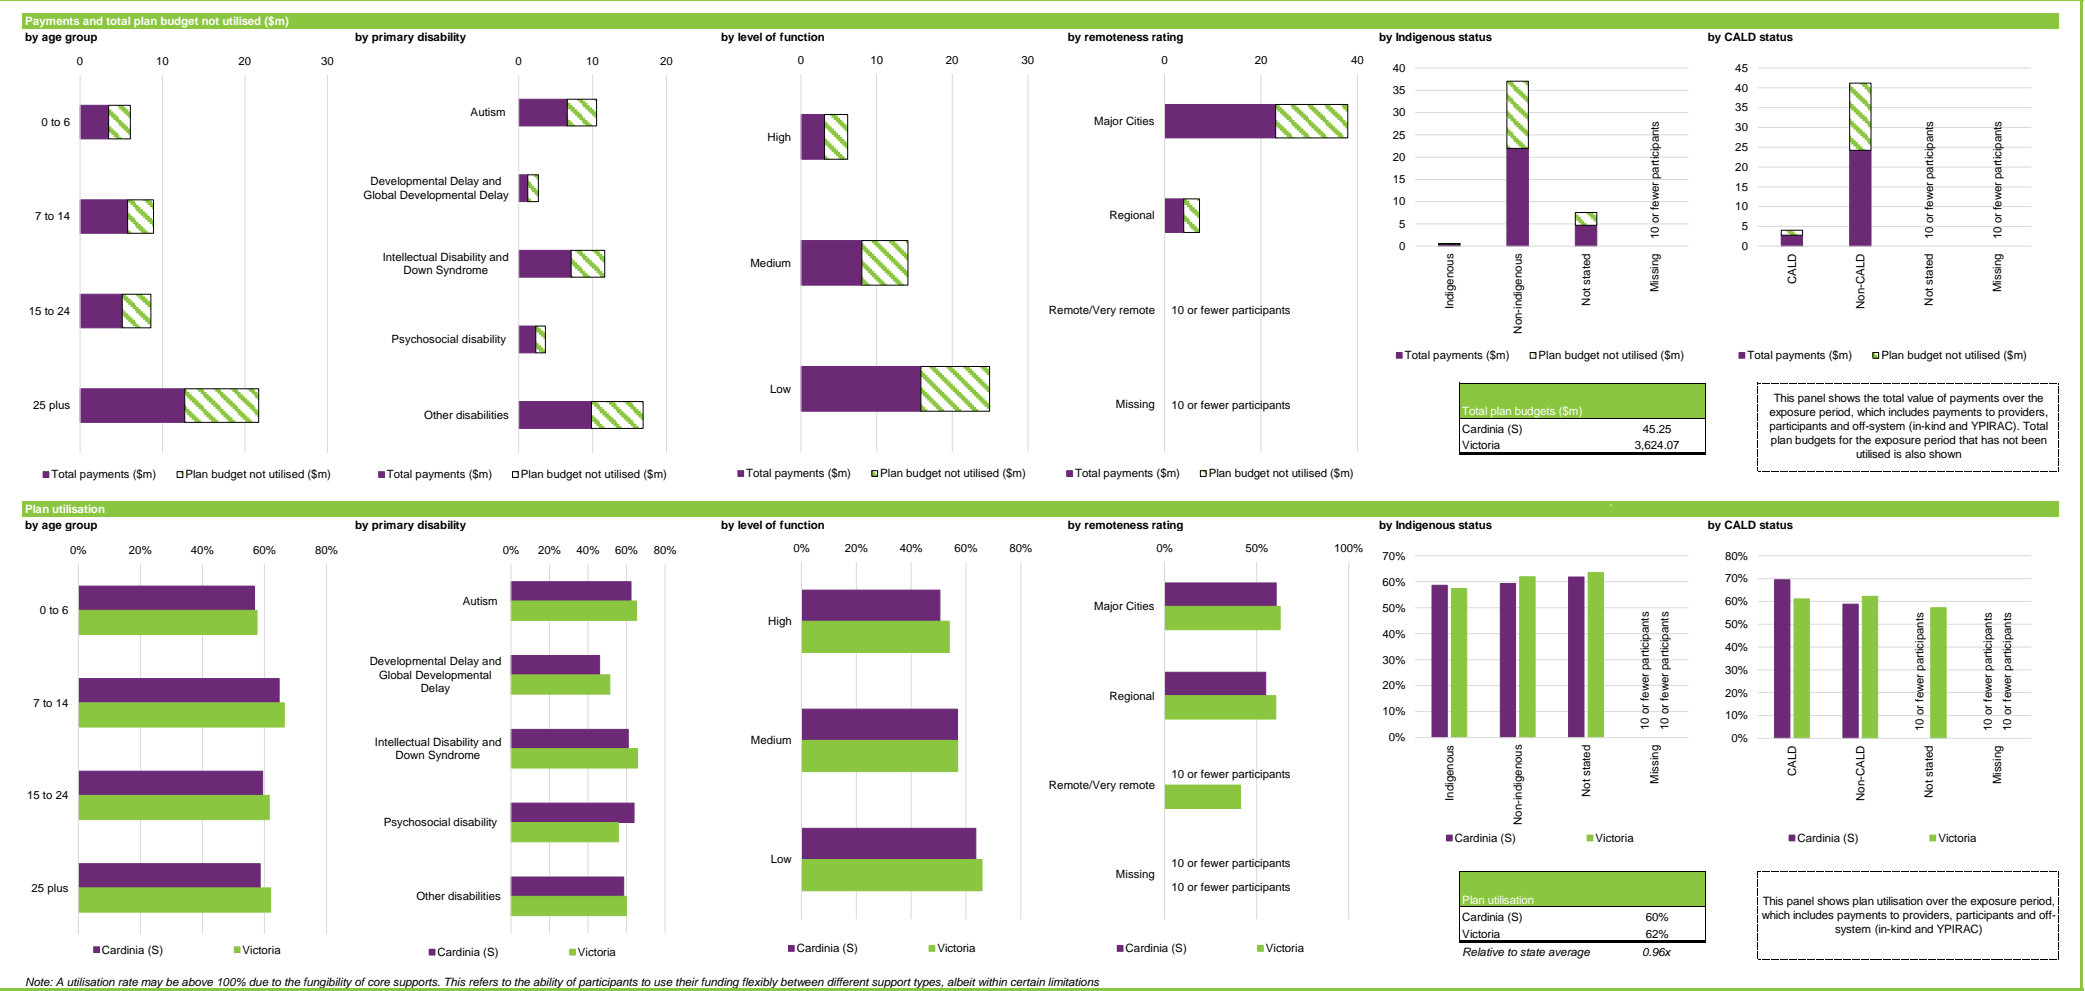 Payments and total plan budget not utilised ($m)
by age group
0
10
20
30
0 to 6
7 to 14
15 to 24
25 plus
Total payments ($m)
Plan budget not utilised ($m)
by primary disability
0
10
20
Autism
Developmental Delay and
Global Developmental Delay
Intellectual Disability and
Down Syndrome
Psychosocial disability
Other disabilities
Total payments ($m)
Plan budget not utilised ($m)
by level of function
0
10
20
30
High
Medium
Low
Total payments ($m)
Plan budget not utilised ($m)
by remoteness rating
0
20
40
Major Cities
Regional
Remote/Very remote
10 or fewer participants
Missing
10 or fewer participants
Total payments ($m)
Plan budget not utilised ($m)
by Indigenous status
40
35
30
25
20
15
10
5
0
10 or fewer participants
Indigenous
Non-indigenous
Not stated
Missing
Total payments ($m)
Plan budget not utilised ($m)
by CALD status
45
40
35
30
25
20
15
10
5
0
10 or fewer participants
10 or fewer participants
CALD
Non-CALD
Not stated
Missing
Total payments ($m)
Plan budget not utilised ($m)
Total plan budgets ($m)
Cardinia (S) 45.25
Victoria 3,624.07
This panel shows the total value of payments over the
exposure period, which includes payments to providers,
participants and off-system (in-kind and YPIRAC). Total
plan budgets for the exposure period that has not been
utilised is also shown
Plan utilisation
by age group
0%
20%
40%
60%
80%
0 to 6
7 to 14
15 to 24
25 plus
Cardinia (S)
Victoria
by primary disability
0%
20%
40%
60%
80%
Autism
Developmental Delay and
Global Developmental
Delay
Intellectual Disability and
Down Syndrome
Psychosocial disability
Other disabilities
Cardinia (S)
Victoria
by level of function
0%
20%
40%
60%
80%
High
Medium
Low
Cardinia (S)
Victoria
by remoteness rating
0%
50%
100%
Major Cities
Regional
Remote/Very remote
10 or fewer participants
Missing
10 or fewer participants
10 or fewer participants
Cardinia (S)
Victoria
by Indigenous status
70%
60%
50%
40%
30%
20%
10%
0%
10 or fewer participants
10 or fewer participants
Indigenous
Non-indigenous
Not stated
Missing
Cardinia (S)
Victoria
by CALD status
80%
70%
60%
50%
40%
30%
20%
10%
0%
10 or fewer participants
10 or fewer participants
10 or fewer participants
CALD
Non-CALD
Not stated
Missing
Cardinia (S)
Victoria
Plan utilisation
Cardinia (S) 60%
Victoria 62%
Relative to state average 0.96x
This panel shows plan utilisation over the exposure period,
which includes payments to providers, participants and off-
system (in-kind and YPIRAC)
Note: A utilisation rate may be above 100% due to the fungibility of core supports. This refers to the ability of participants to use their funding flexibly between different support types, albeit within certain limitations